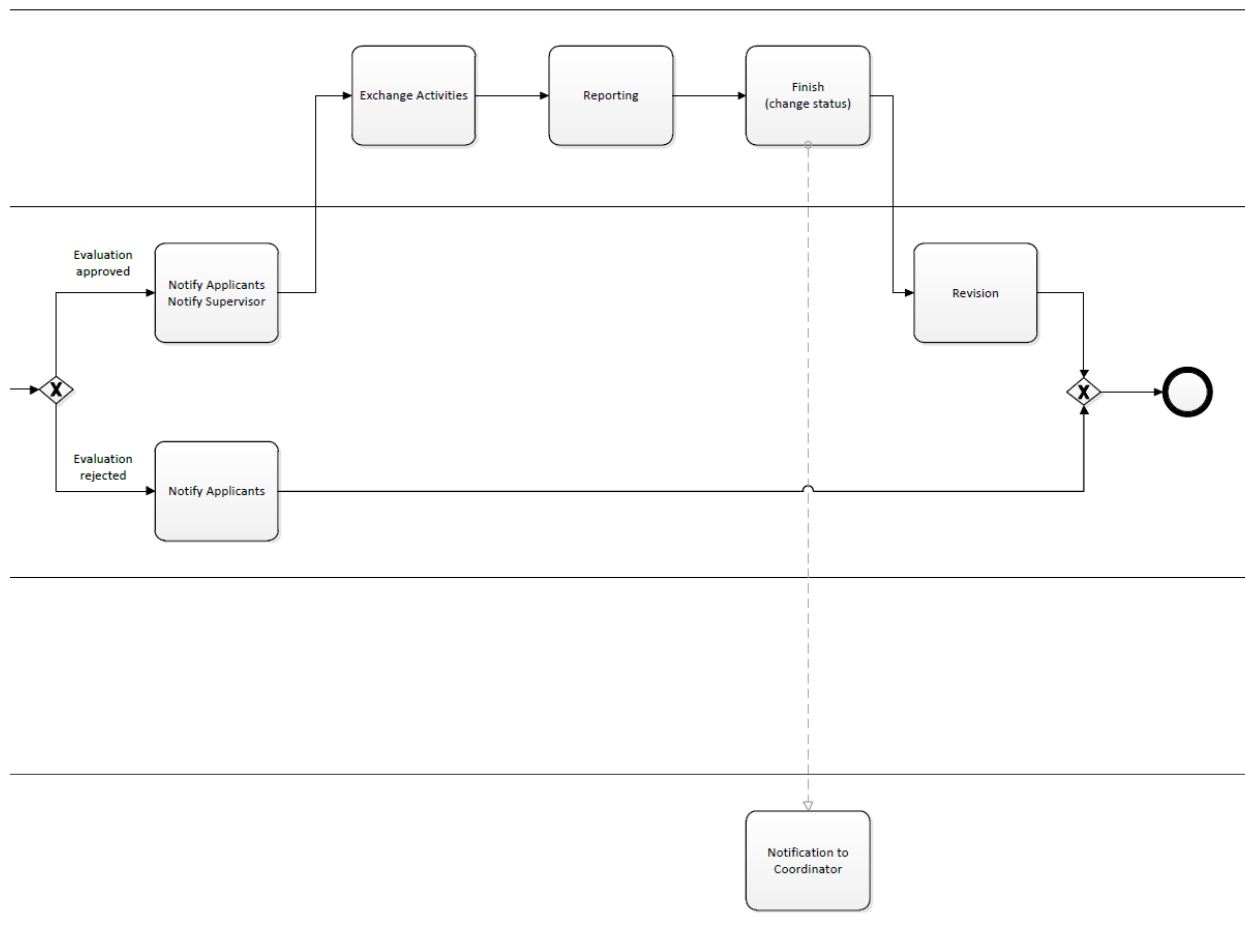 Exchange Activities
Reporting
Finish
(change status)
Evaluation
approved
Notify Applicants
Notify Supervisor
Revision
X
X
Evaluation
rejected
Notify Applicants
Notification to
Coordinator